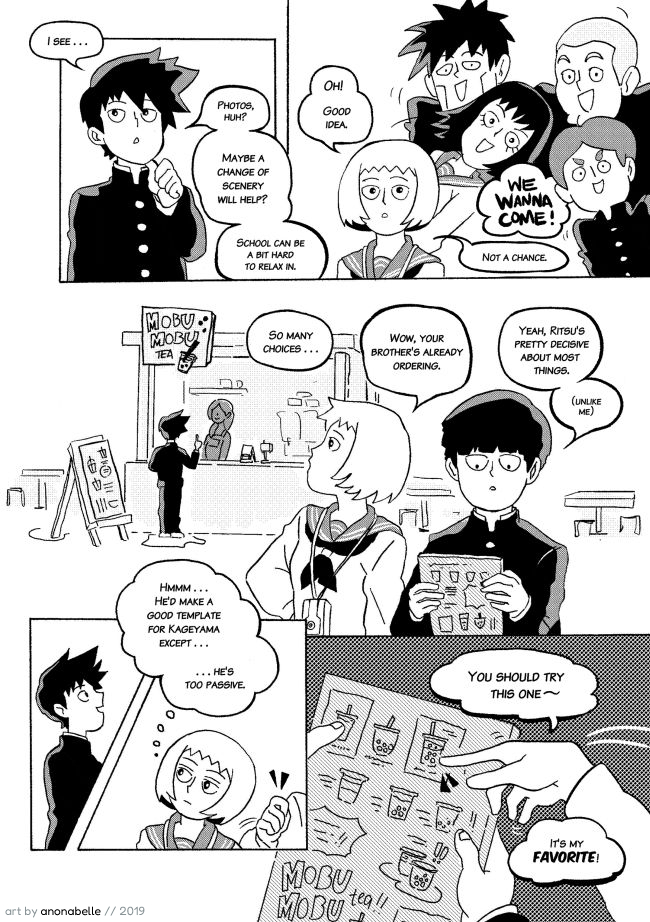 I SEE . . .
PHOTOS,
HUH?
MAYBE A
CHANGE OF
SCENERY
WILL HELP?
SCHOOL CAN BE
A BIT HARD
TO RELAX IN.
OH!
GOOD
IDEA.
WE
WANNA
COME!
NOT A CHANCE.
MOBU
MOBU
TEA
SO MANY
CHOICES . . .
WOW, YOUR
BROTHER'S ALREADY
ORDERING.
YEAH, RITSU'S
PRETTY DECISIVE
ABOUT MOST
THINGS.
(UNLIKE
ME)
HMMM . . .
HE'D MAKE A
GOOD TEMPLATE
FOR KAGEYAMA
EXCEPT . . .
. . . HE'S
TOO PASSIVE.
YOU SHOULD TRY
THIS ONE~
IT'S MY
FAVORITE!
MOBU
MOBU tea!!
art by anonabelle // 2019